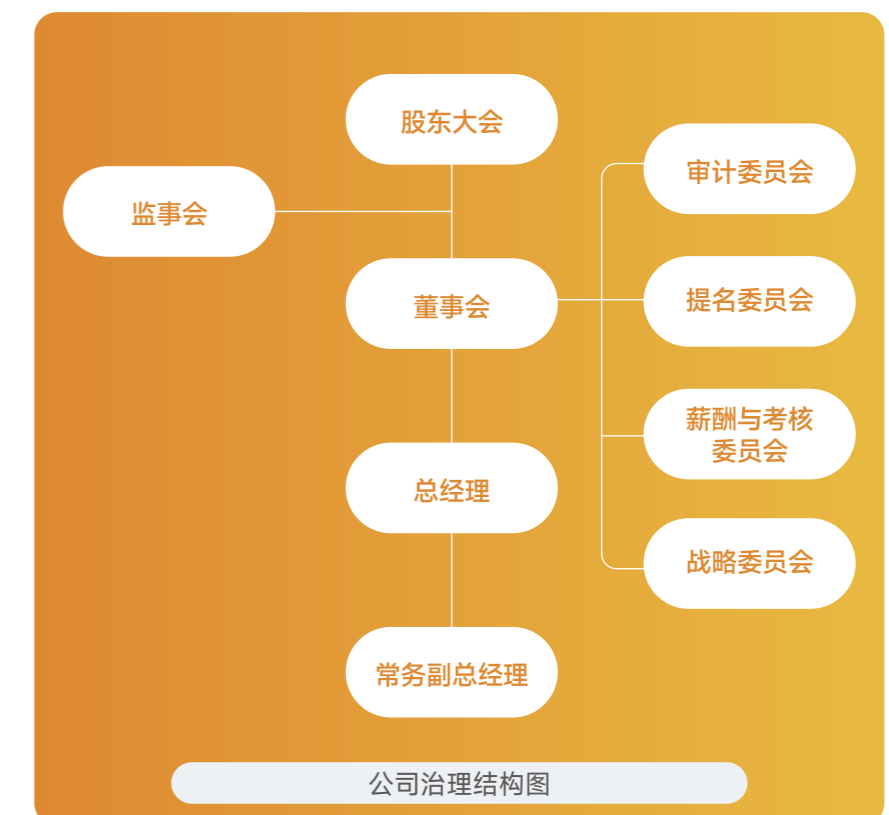 股东大会
监事会
董事会
总经理
常务副总经理
审计委员会
提名委员会
薪酬与考核
委员会
战略委员会
公司治理结构图